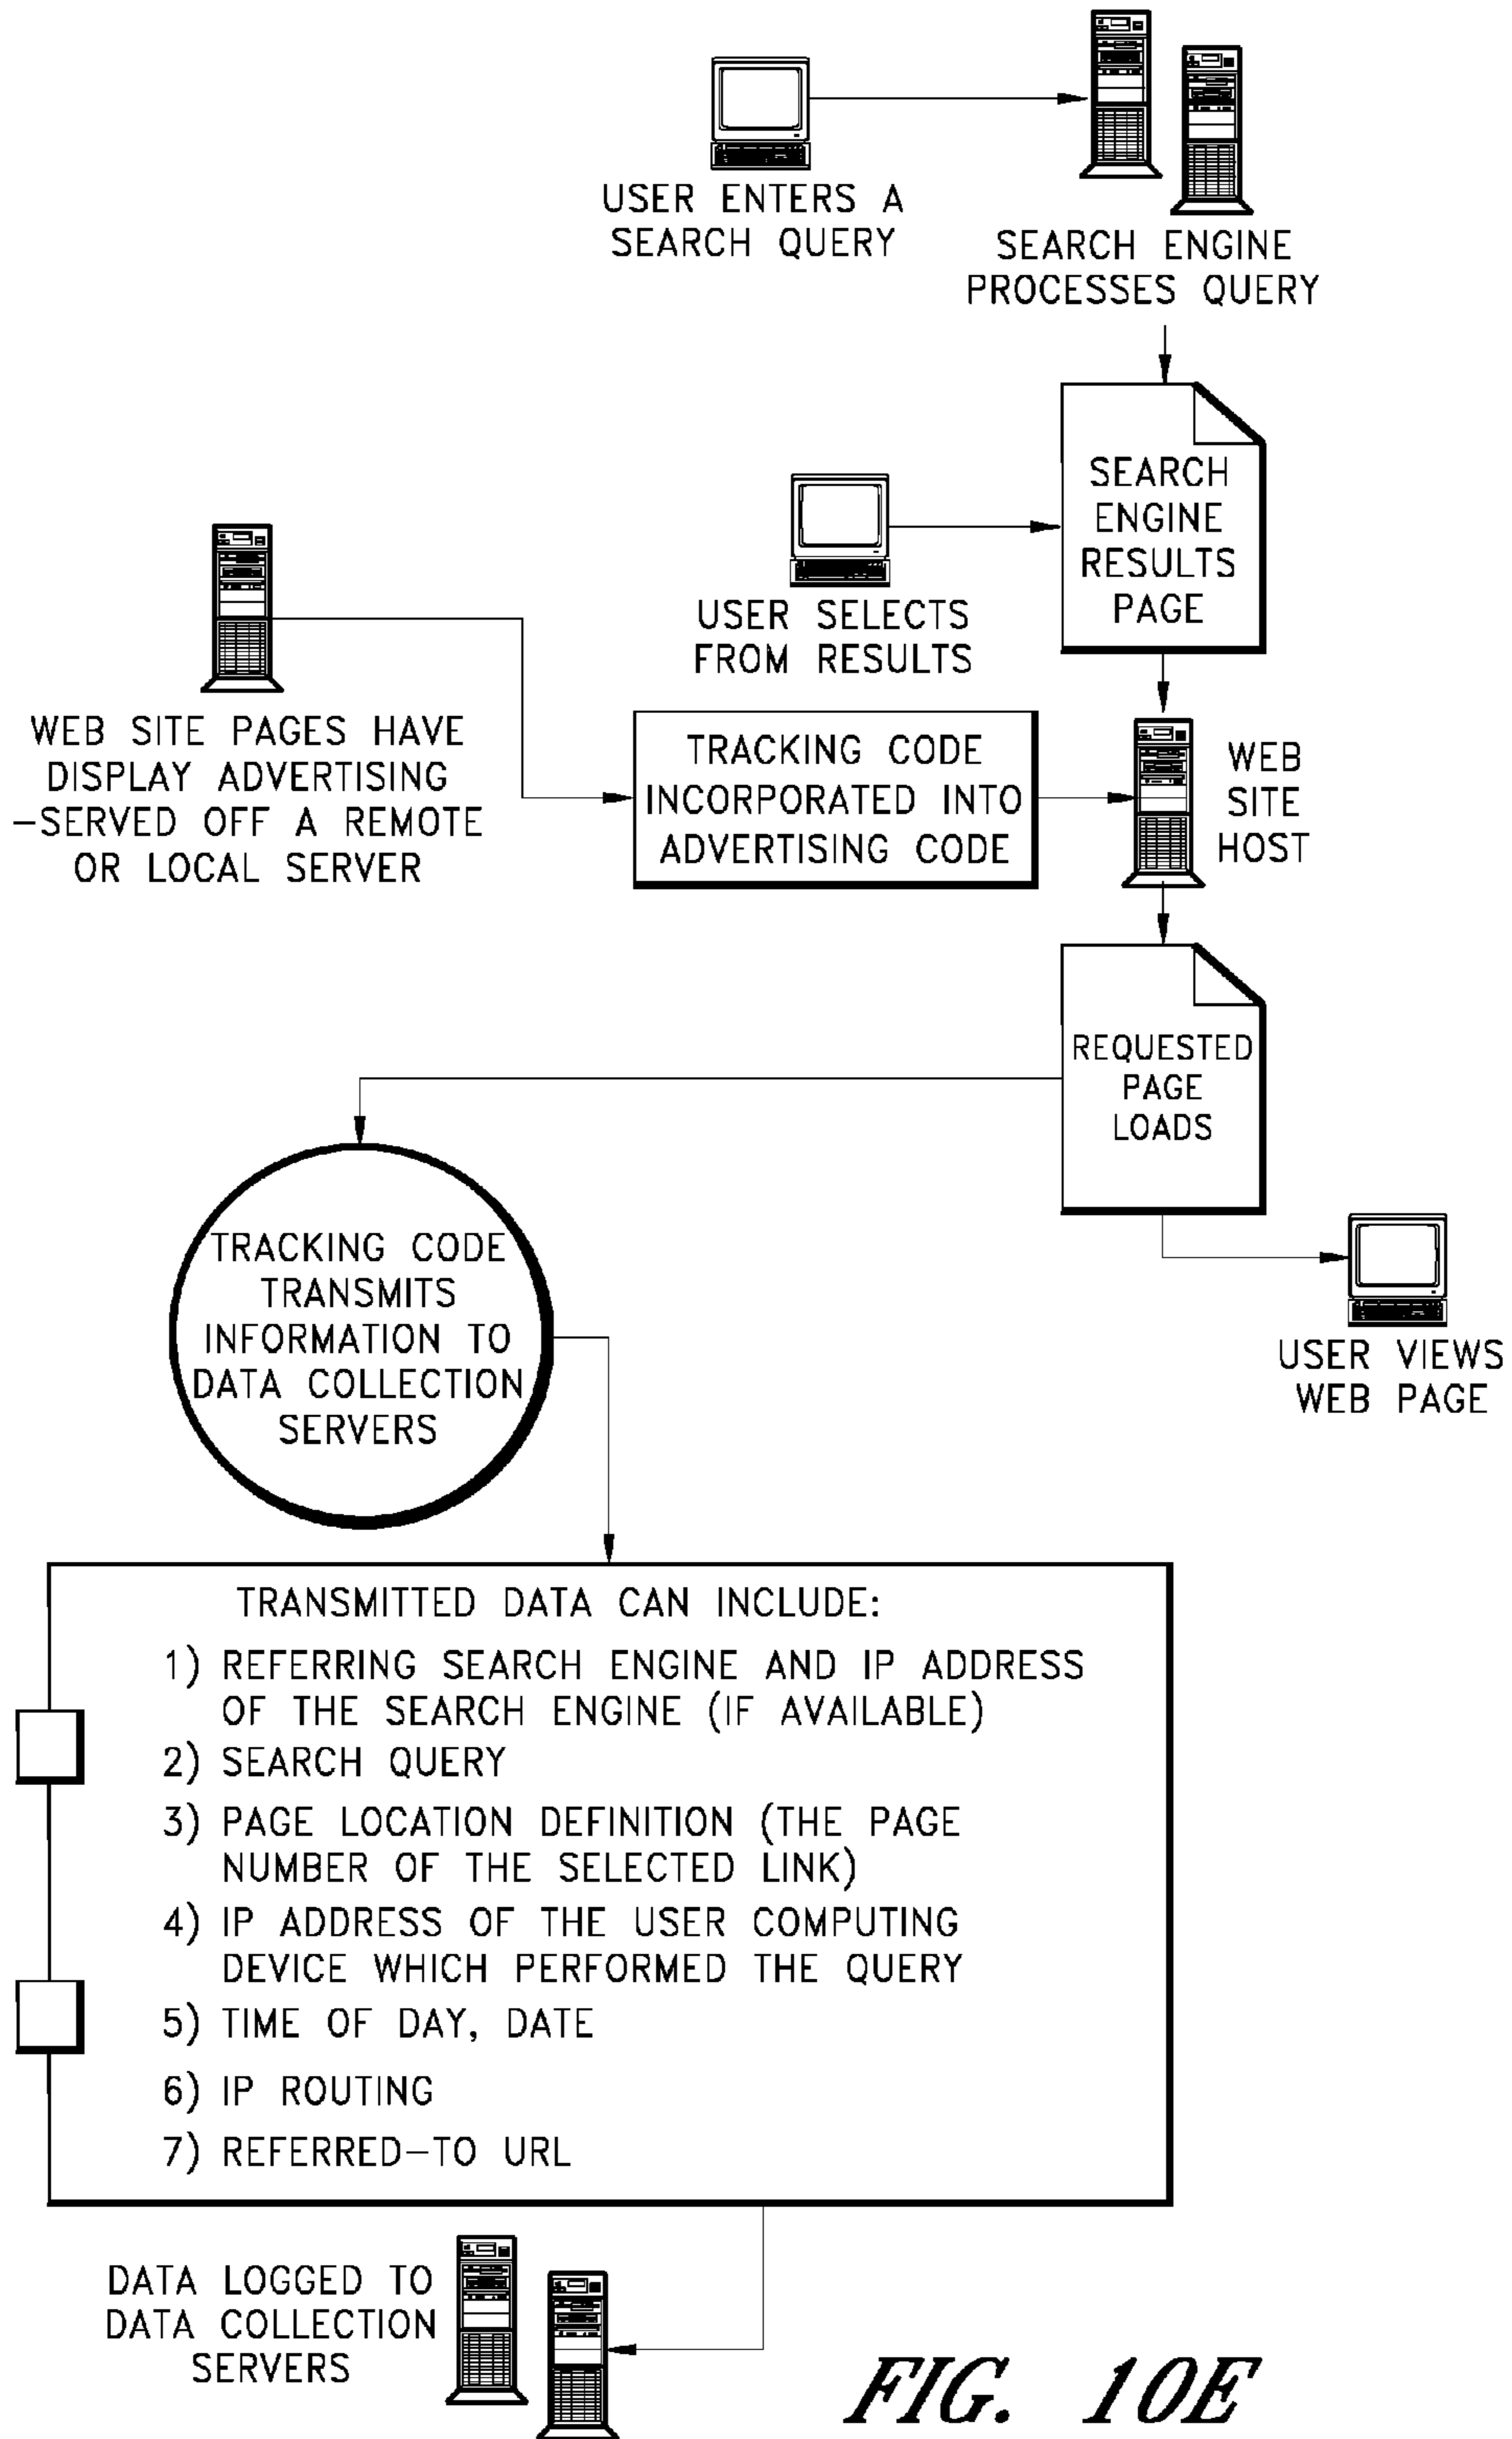 USER ENTERS A
SEARCH QUERY
SEARCH ENGINE
PROCESSES QUERY
SEARCH
ENGINE
RESULTS
PAGE
USER SELECTS
FROM RESULTS
WEB SITE PAGES HAVE
DISPLAY ADVERTISING
-SERVED OFF A REMOTE
OR LOCAL SERVER
TRACKING CODE
INCORPORATED INTO
ADVERTISING CODE
WEB
SITE
HOST
REQUESTED
PAGE
LOADS
TRACKING CODE
TRANSMITS
INFORMATION TO
DATA COLLECTION
SERVERS
USER VIEWS
WEB PAGE
TRANSMITTED DATA CAN INCLUDE:
1) REFERRING SEARCH ENGINE AND IP ADDRESS
OF THE SEARCH ENGINE (IF AVAILABLE)
2) SEARCH QUERY
3) PAGE LOCATION DEFINITION (THE PAGE
NUMBER OF THE SELECTED LINK)
4) IP ADDRESS OF THE USER COMPUTING
DEVICE WHICH PERFORMED THE QUERY
5) TIME OF DAY, DATE
6) IP ROUTING
7) REFERRED-TO URL
DATA LOGGED TO
DATA COLLECTION
SERVERS
FIG. 10E